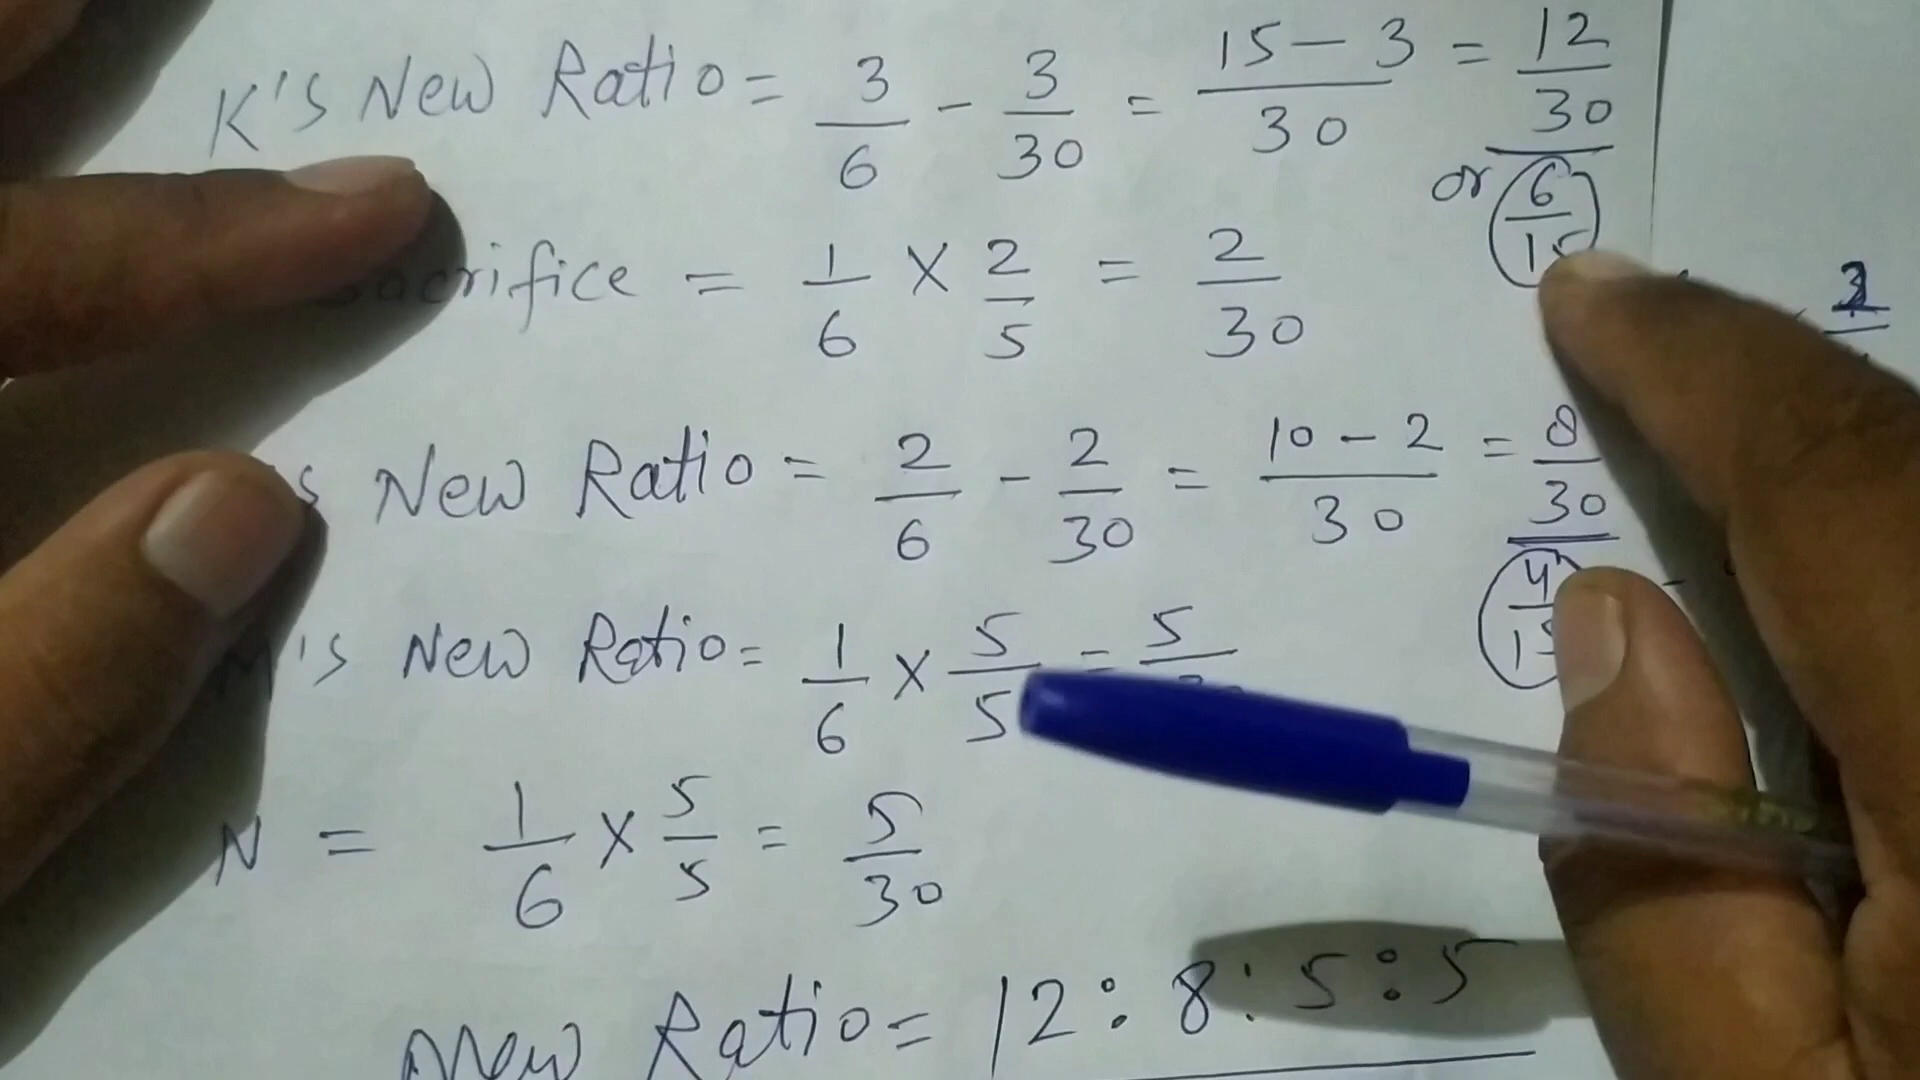 K's New Ratio = 3/6 - 3/30 = 15-3/30 = 12/30
or 6/15
Sacrifice = 1/6 X 2/5 = 2/30
's New Ratio = 2/6 - 2/30 = 10-2/30 = 8/30
4/15
M's New Ratio = 1/6 X 5/5 = 5/
N = 1/6 X 5/5 = 5/30
New Ratio = 12:8:5:5